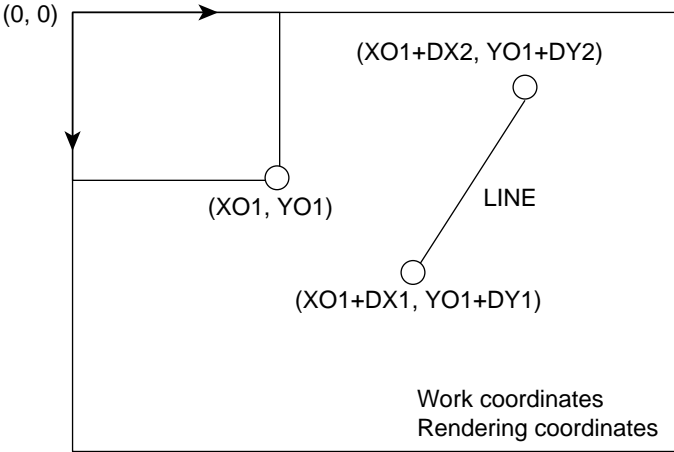 (0, 0)
(XO1+DX2, YO1+DY2)
(XO1, YO1)
LINE
(XO1+DX1, YO1+DY1)
Work coordinates
Rendering coordinates